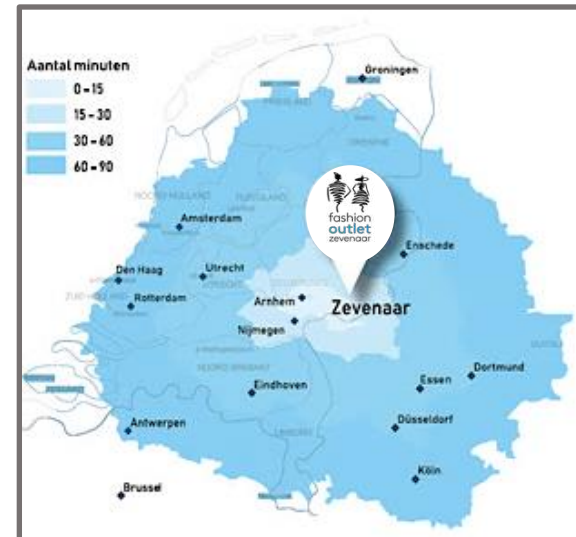 Aantal minuten
0-15
15-30
30-60
60-90
Groningen
fashion
outlet
zevenaar
Amsterdam
Enschede
Den Haag
Utrecht
Rotterdam
Arnhem
Zevenaar
Nijmegen
Dortmund
Eindhoven
Essen
Antwerpen
Düsseldorf
Köln
Brussel